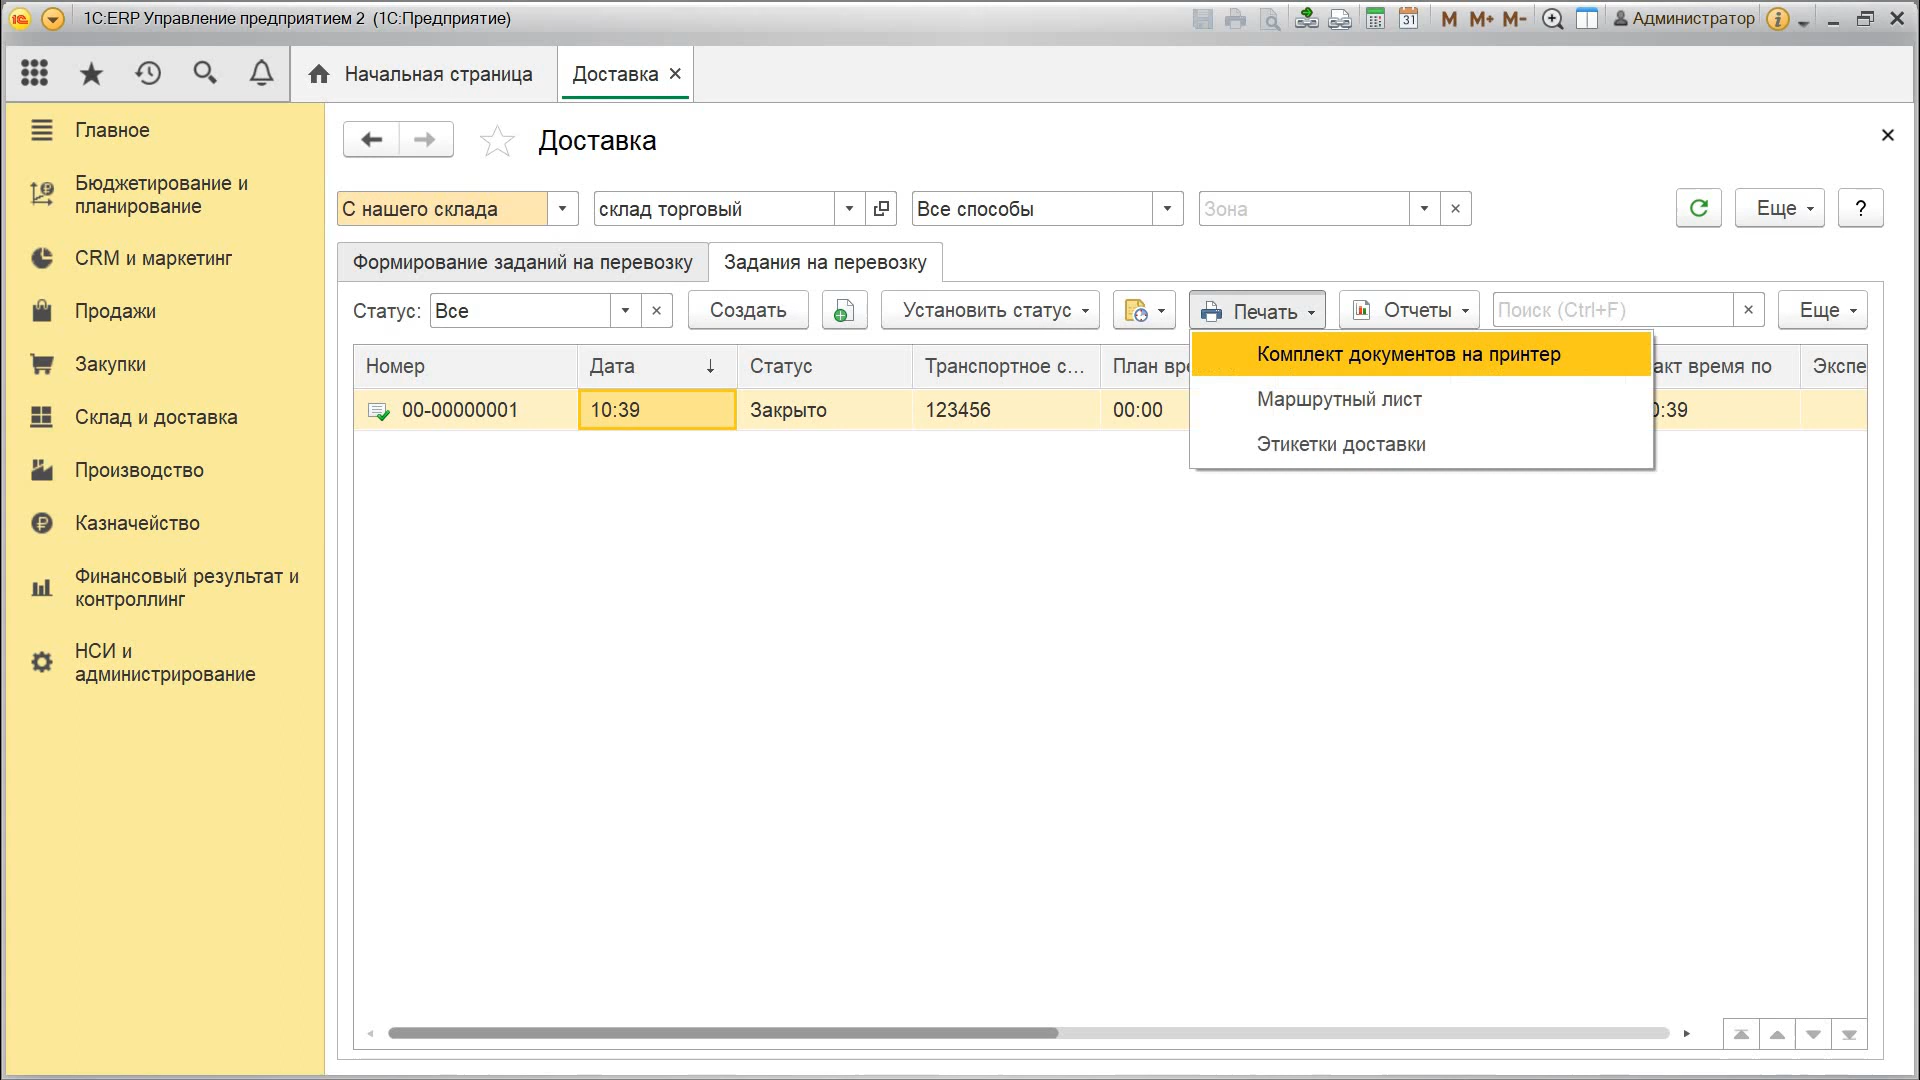 1С:ERP Управление предприятием 2 (1С:Предприятие)
M M+ M-
31
Администратор
Начальная страница
Доставка
Главное
Бюджетирование и
планирование
CRM и маркетинг
Продажи
Закупки
Склад и доставка
Производство
Казначейство
Финансовый результат и
контроллинг
НСИ и
администрирование
Доставка
С нашего склада
склад торговый
Все способы
Зона
Еще
?
Формирование заданий на перевозку
Задания на перевозку
Статус: Все
Создать
Установить статус
Печать
Отчеты
Поиск (Ctrl+F)
Еще
Номер Дата Статус Транспортное с... План вре акт время по Экспе
00-00000001 10:39 Закрыто 123456 00:00 0:39
Комплект документов на принтер
Маршрутный лист
Этикетки доставки